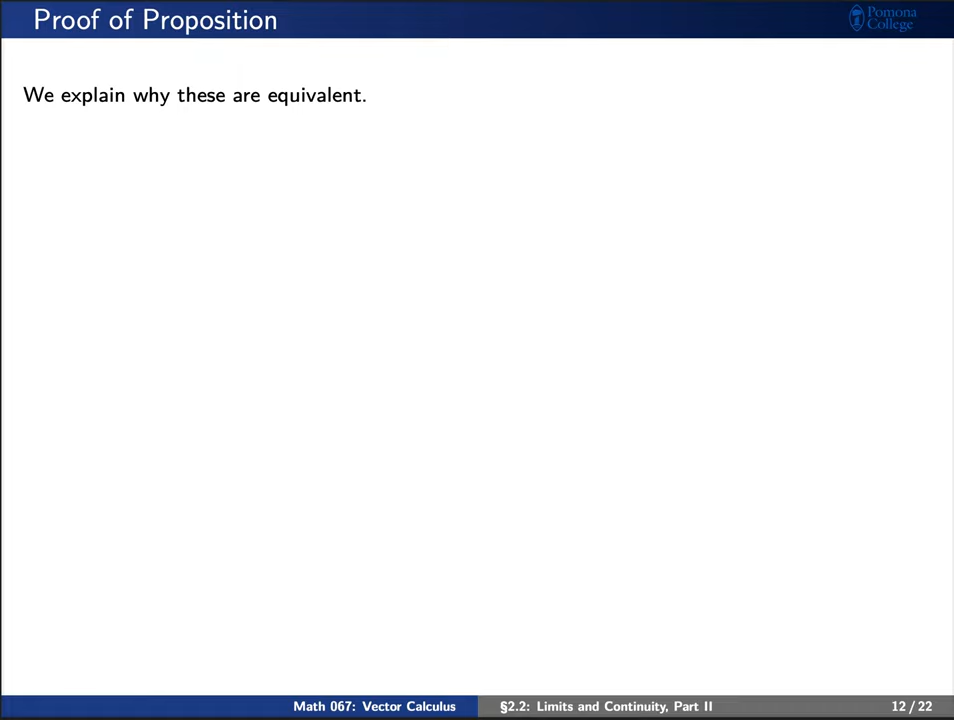 Proof of Proposition
Pomona
College
We explain why these are equivalent.
Math 067: Vector Calculus
§2.2: Limits and Continuity, Part II
12 / 22